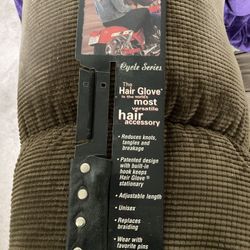 Cycle Series
The
Hair Glove
is the world's
most
versatile
hair
accessory
• Reduces knots,
tangles and
breakage
• Patented design
with built-in
hook keeps
Hair Glove
stationary
• Adjustable length
• Unisex
• Replaces
braiding
• Wear with
favorite pins